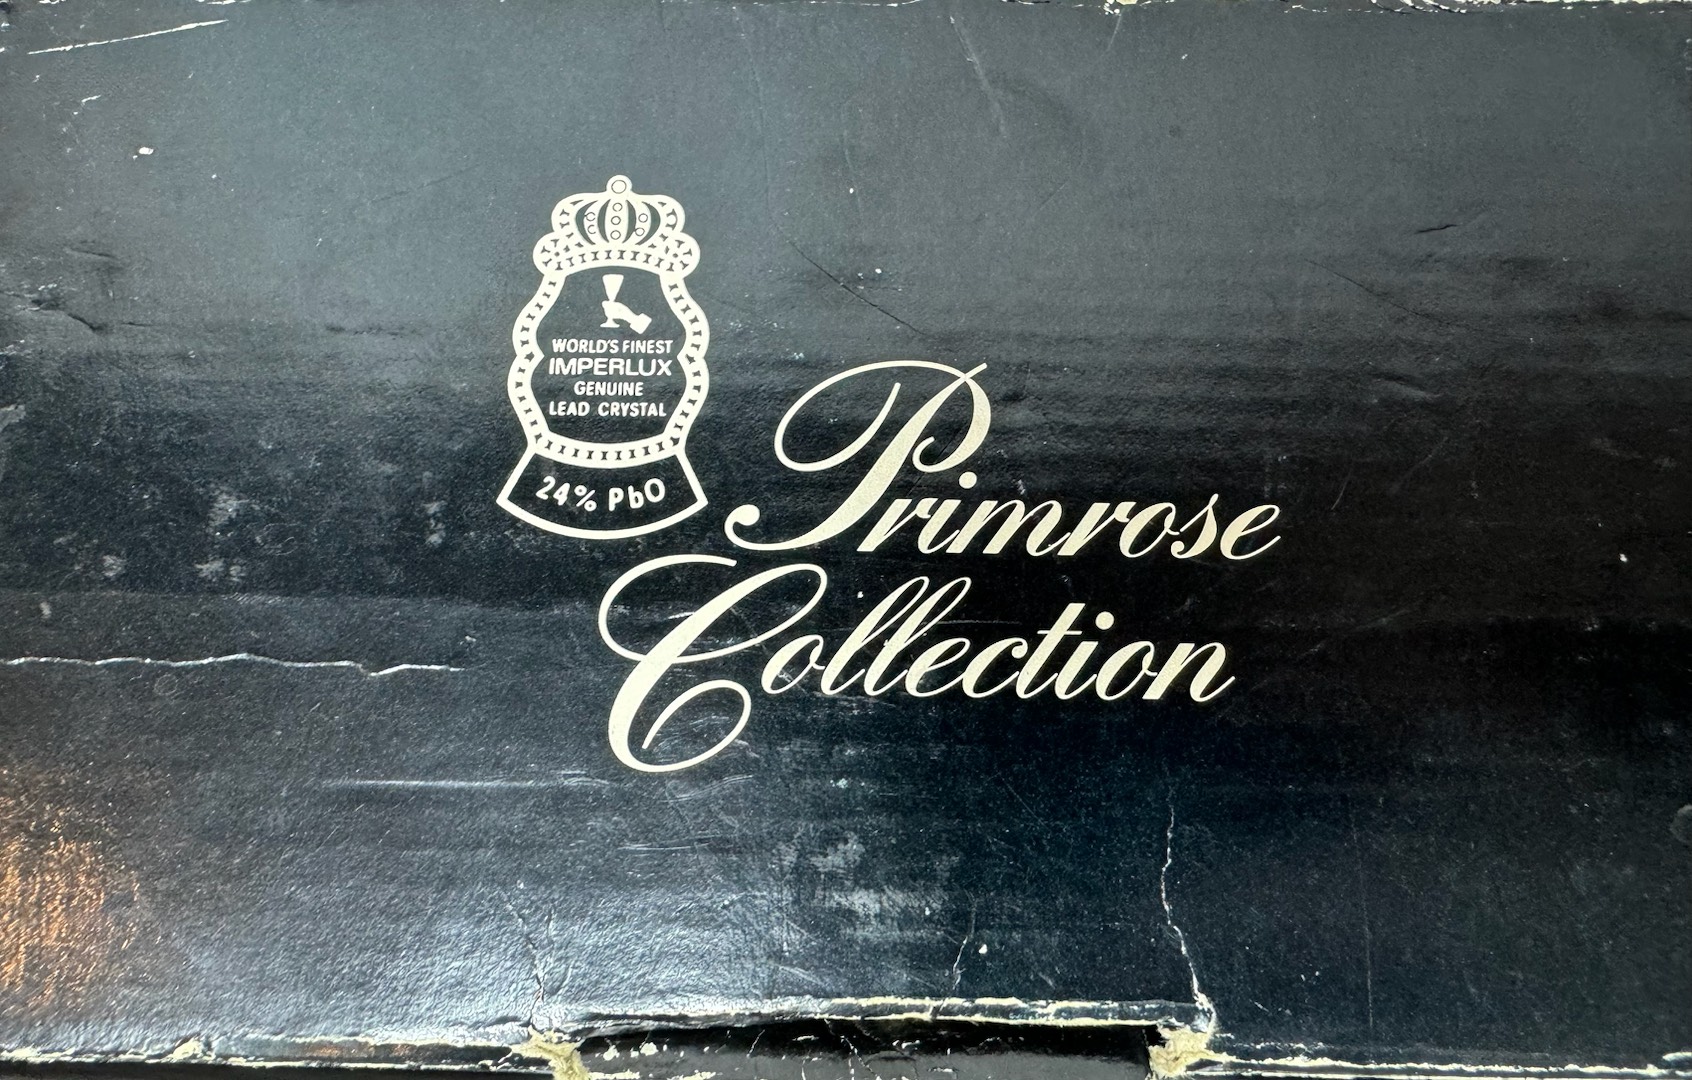 WORLD'S FINEST
IMPERLUX
GENUINE
LEAD CRYSTAL
24% PbO
Primrose
Collection